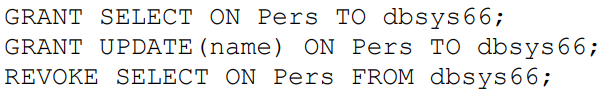 GRANT SELECT ON Pers TO dbsys66;
GRANT UPDATE(name) ON Pers TO dbsys66;
REVOKE SELECT ON Pers FROM dbsys66;